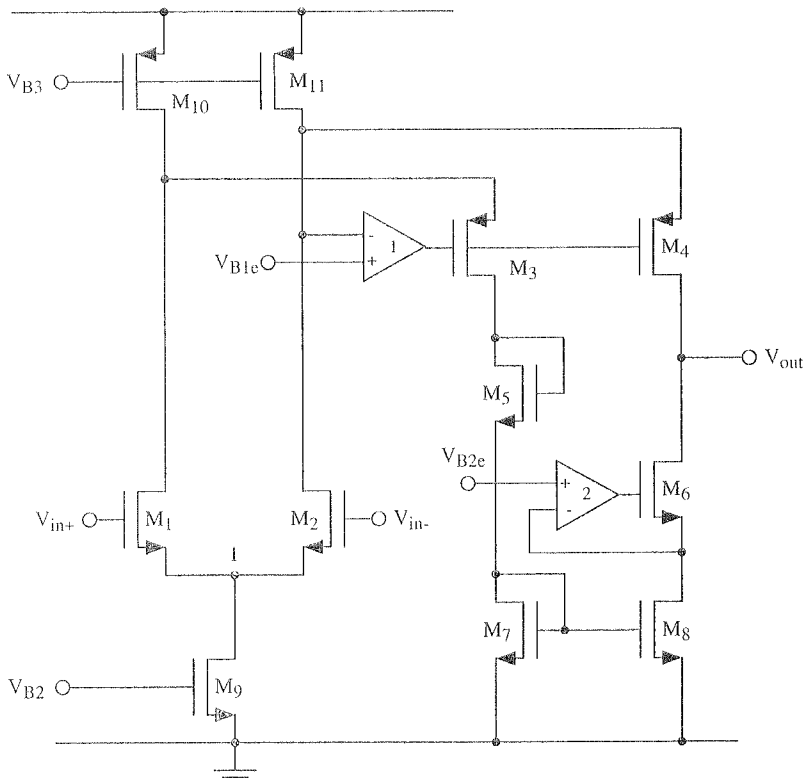 V_B3
M_10
M_11
V_B1e
-
+
1
M_3
M_4
V_out
M_5
V_B2e
+
-
2
M_6
V_in+
M_1
M_2
V_in-
1
M_7
M_8
V_B2
M_9